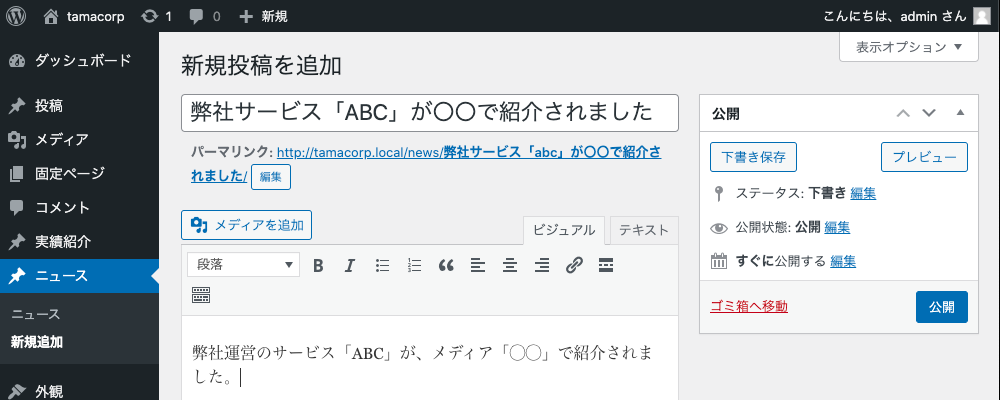 tamacorp 1 0 新規
こんにちは、admin さん
表示オプション
ダッシュボード
投稿
メディア
固定ページ
コメント
実績紹介
ニュース
ニュース
新規追加
外観
新規投稿を追加
弊社サービス「ABC」が〇〇で紹介されました
パーマリンク: http://tamacorp.local/news/弊社サービス「abc」が〇〇で紹介さ
れました/ 編集
メディアを追加
ビジュアル テキスト
段落
弊社運営のサービス「ABC」が、メディア「〇〇」で紹介されま
した。
公開
下書き保存 プレビュー
ステータス: 下書き 編集
公開状態: 公開 編集
すぐに公開する 編集
ゴミ箱へ移動 公開